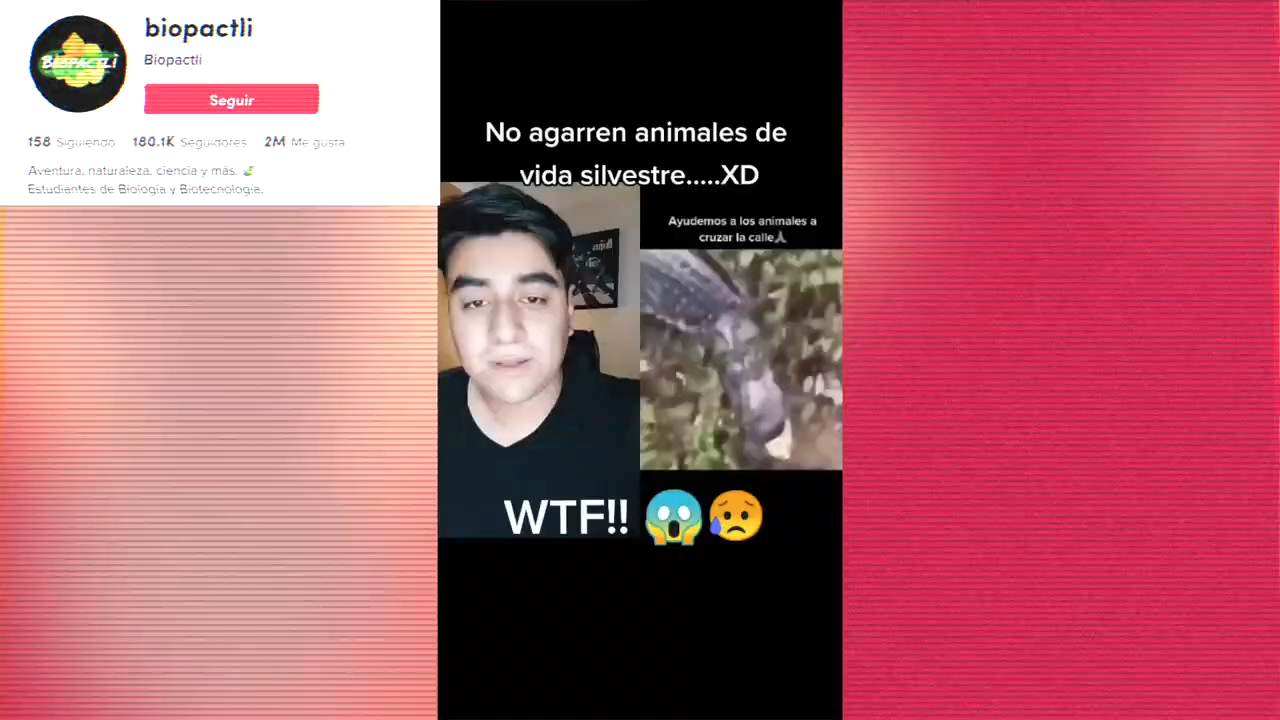 biopactli
BIOPACTLI
Biopactli
Seguir
158 Siguiendo 180.1K Seguidores 2M Me gusta
Aventura, naturaleza, ciencia y más.
Estudiantes de Biología y Biotecnología.
No agarren animales de
vida silvestre.....XD
Ayudemos a los animales a
cruzar la calle
WTF!!